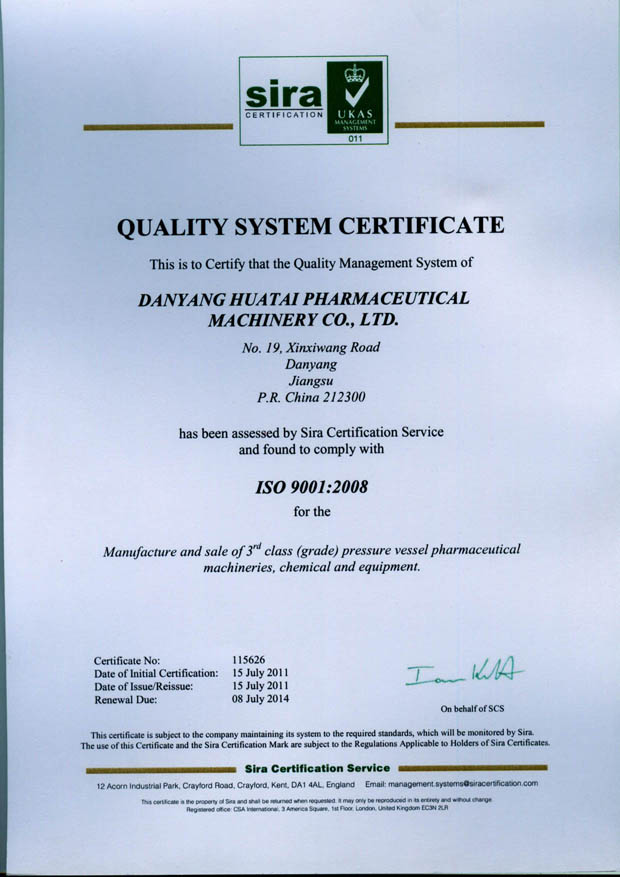 sira
CERTIFICATION
UKAS
MANAGEMENT
SYSTEMS
011
QUALITY SYSTEM CERTIFICATE
This is to Certify that the Quality Management System of
DANYANG HUATAI PHARMACEUTICAL
MACHINERY CO., LTD.
No. 19, Xinxiwang Road
Danyang
Jiangsu
P.R. China 212300
has been assessed by Sira Certification Service
and found to comply with
ISO 9001:2008
for the
Manufacture and sale of 3rd class (grade) pressure vessel pharmaceutical
machineries, chemical and equipment.
Certificate No: 115626
Date of Initial Certification: 15 July 2011
Date of Issue/Reissue: 15 July 2011
Renewal Due: 08 July 2014
On behalf of SCS
This certificate is subject to the company maintaining its system to the required standards, which will be monitored by Sira.
The use of this Certificate and the Sira Certification Mark are subject to the Regulations Applicable to Holders of Sira Certificates.
Sira Certification Service
12 Acorn Industrial Park, Crayford Road, Crayford, Kent, DA1 4AL, England Email: management.systems@siracertification.com
This certificate is the property of Sira and shall be returned when requested. It may only be reproduced in its entirety and without change.
Registered office: CSA International, 3 America Square, 1st Floor, London, United Kingdom EC3N 2LR